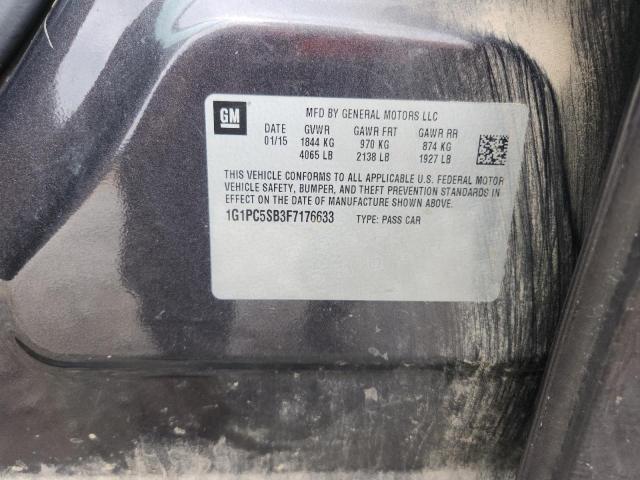 GM
MFD BY GENERAL MOTORS LLC
DATE GVWR GAWR FRT GAWR RR
01/15 1844 KG 970 KG 874 KG
4065 LB 2138 LB 1927 LB
THIS VEHICLE CONFORMS TO ALL APPLICABLE U.S. FEDERAL MOTOR
VEHICLE SAFETY, BUMPER, AND THEFT PREVENTION STANDARDS IN
EFFECT ON THE DATE OF MANUFACTURE SHOWN ABOVE.
1G1PC5SB3F7176633 TYPE: PASS CAR